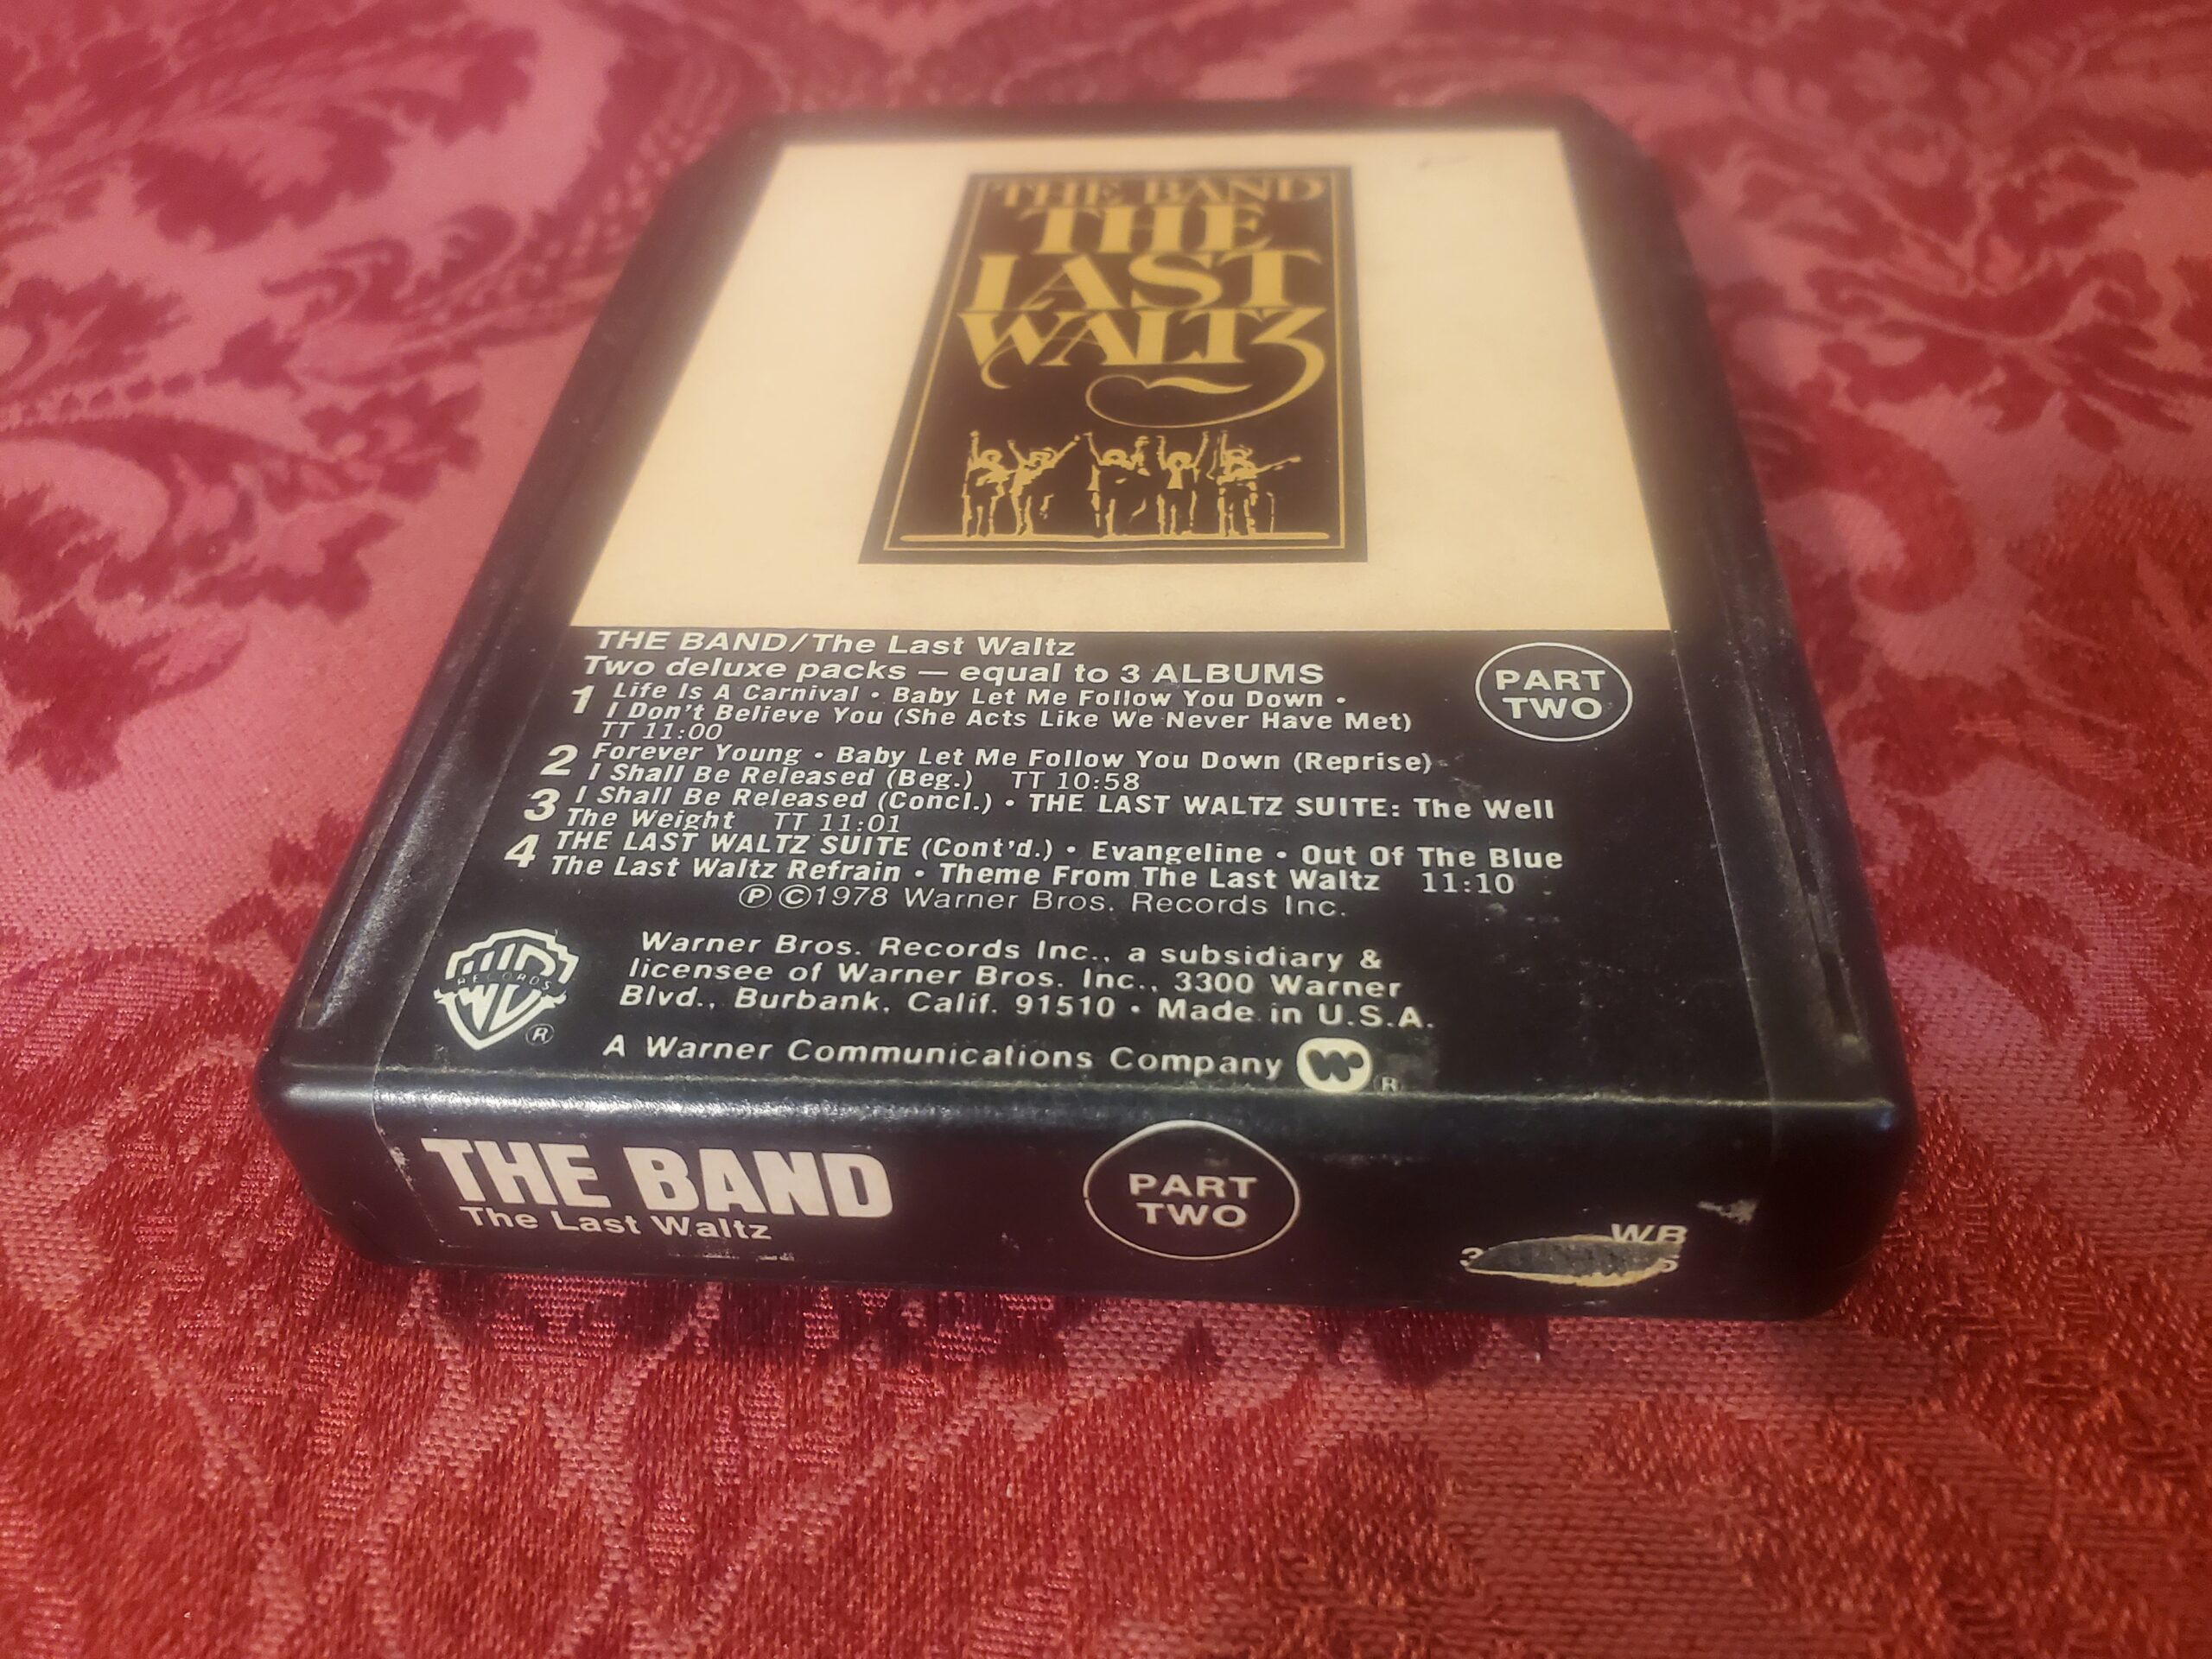 THE BAND
THE
LAST
WALTZ
THE BAND/The Last Waltz
Two deluxe packs — equal to 3 ALBUMS
PART
TWO
1 Life Is A Carnival • Baby Let Me Follow You Down •
I Don't Believe You (She Acts Like We Never Have Met)
TT 11:00
2 Forever Young • Baby Let Me Follow You Down (Reprise)
I Shall Be Released (Beg.) TT 10:58
3 I Shall Be Released (Concl.) • THE LAST WALTZ SUITE: The Well
The Weight TT 11:01
4 THE LAST WALTZ SUITE (Cont'd.) • Evangeline • Out Of The Blue
The Last Waltz Refrain • Theme From The Last Waltz 11:10
Ⓟ©1978 Warner Bros. Records Inc.
WB
RECORDS
®
Warner Bros. Records Inc., a subsidiary &
licensee of Warner Bros. Inc., 3300 Warner
Blvd., Burbank, Calif. 91510 • Made in U.S.A.
A Warner Communications Company W ®
THE BAND
The Last Waltz
PART
TWO
WB